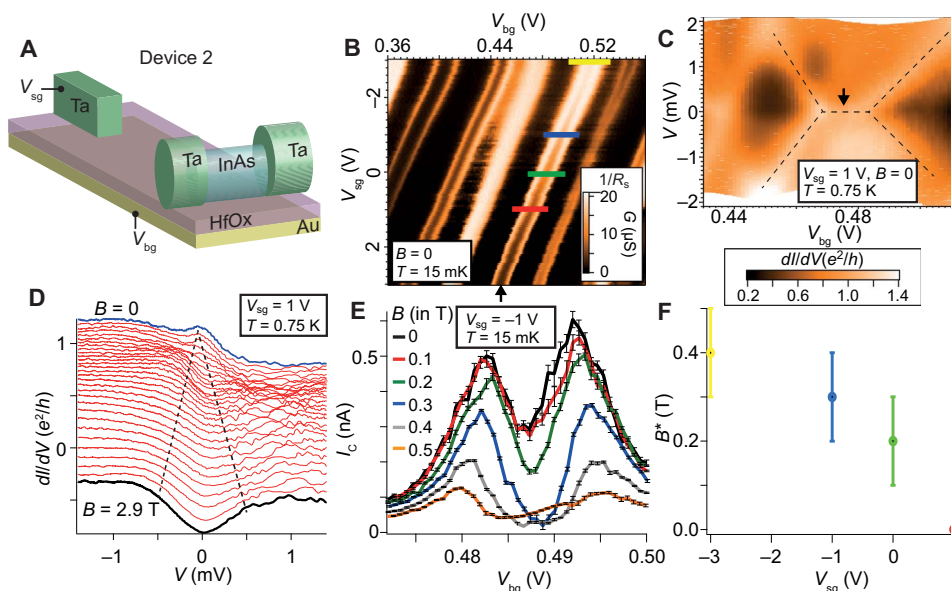 A
Device 2
V_sg
Ta
Ta
InAs
Ta
HfOx
Au
V_bg
B
V_bg (V)
0.36
0.44
0.52
V_sg (V)
−2
0
2
B = 0
T = 15 mK
1/R_s
20
10
0
G (μS)
C
V (mV)
2
1
0
−1
−2
V_sg = 1 V, B = 0
T = 0.75 K
0.44
0.48
V_bg (V)
dI/dV(e²/h)
0.2
0.6
1.0
1.4
D
B = 0
V_sg = 1 V
T = 0.75 K
dI/dV (e²/h)
1
0
B = 2.9 T
−1
0
1
V (mV)
E
B (in T)
0
0.1
0.2
0.3
0.4
0.5
V_sg = −1 V
T = 15 mK
I_C (nA)
0.5
0
0.48
0.49
0.50
V_bg (V)
F
B* (T)
0.4
0.2
0.0
−3
−2
−1
0
V_sg (V)